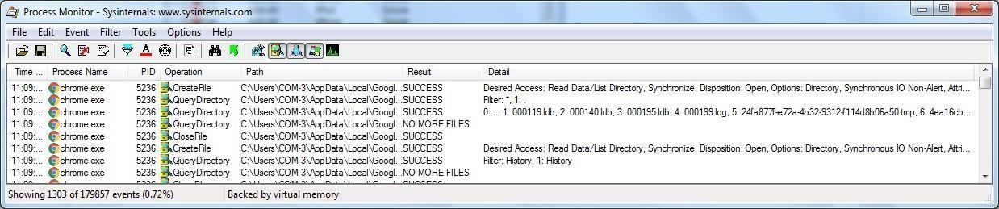 Process Monitor - Sysinternals: www.sysinternals.com
File Edit Event Filter Tools Options Help
Time ... Process Name PID Operation Path Result Detail
11:09:... chrome.exe 5236 CreateFile C:\Users\COM-3\AppData\Local\Googl... SUCCESS Desired Access: Read Data/List Directory, Synchronize, Disposition: Open, Options: Directory, Synchronous IO Non-Alert, Attri...
11:09:... chrome.exe 5236 QueryDirectory C:\Users\COM-3\AppData\Local\Googl... SUCCESS Filter: *, 1: .
11:09:... chrome.exe 5236 QueryDirectory C:\Users\COM-3\AppData\Local\Googl... SUCCESS 0: .., 1: 000119.ldb, 2: 000140.ldb, 3: 000195.ldb, 4: 000199.log, 5: 24fa877f-e72a-4b32-9312-f114d8b06a50.tmp, 6: 4ea16cb...
11:09:... chrome.exe 5236 QueryDirectory C:\Users\COM-3\AppData\Local\Googl... NO MORE FILES
11:09:... chrome.exe 5236 CloseFile C:\Users\COM-3\AppData\Local\Googl... SUCCESS
11:09:... chrome.exe 5236 CreateFile C:\Users\COM-3\AppData\Local\Googl... SUCCESS Desired Access: Read Data/List Directory, Synchronize, Disposition: Open, Options: Directory, Synchronous IO Non-Alert, Attri...
11:09:... chrome.exe 5236 QueryDirectory C:\Users\COM-3\AppData\Local\Googl... SUCCESS Filter: History, 1: History
11:09:... chrome.exe 5236 QueryDirectory C:\Users\COM-3\AppData\Local\Googl... NO MORE FILES
Showing 1303 of 179857 events (0.72%) Backed by virtual memory